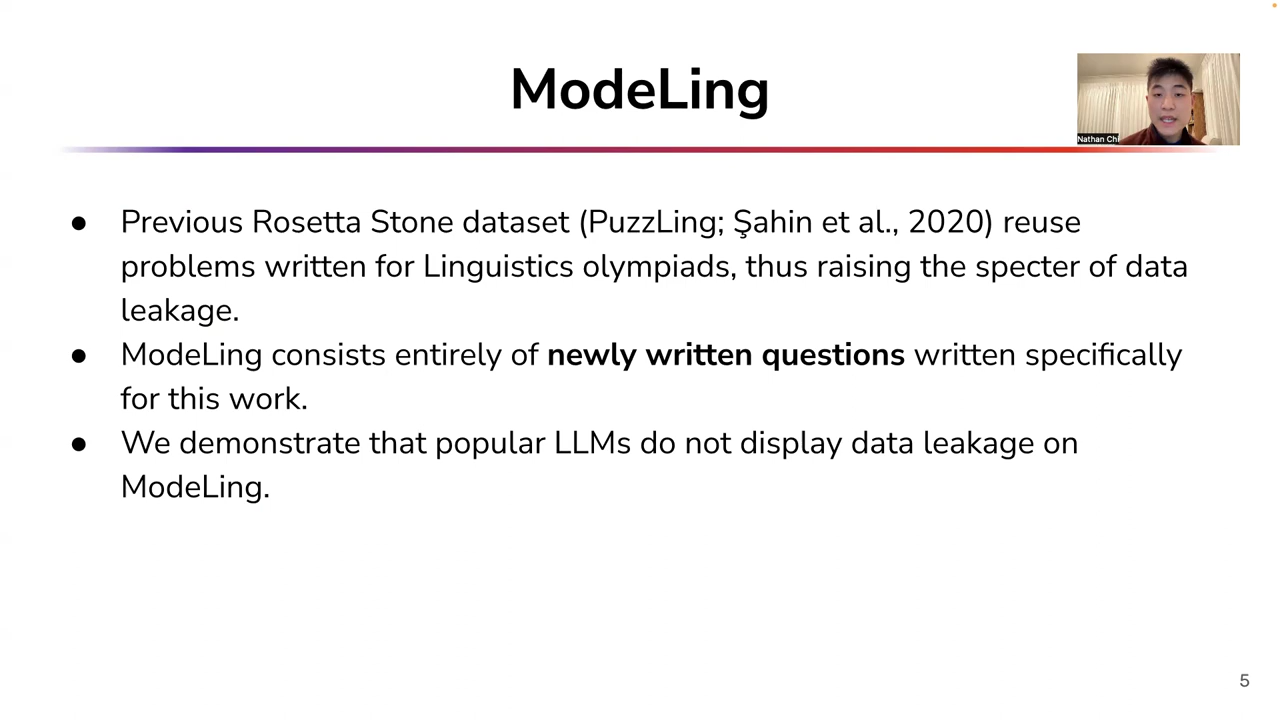 ModeLing
Nathan Chi
● Previous Rosetta Stone dataset (PuzzLing; Şahin et al., 2020) reuse
problems written for Linguistics olympiads, thus raising the specter of data
leakage.
● ModeLing consists entirely of newly written questions written specifically
for this work.
● We demonstrate that popular LLMs do not display data leakage on
ModeLing.
5